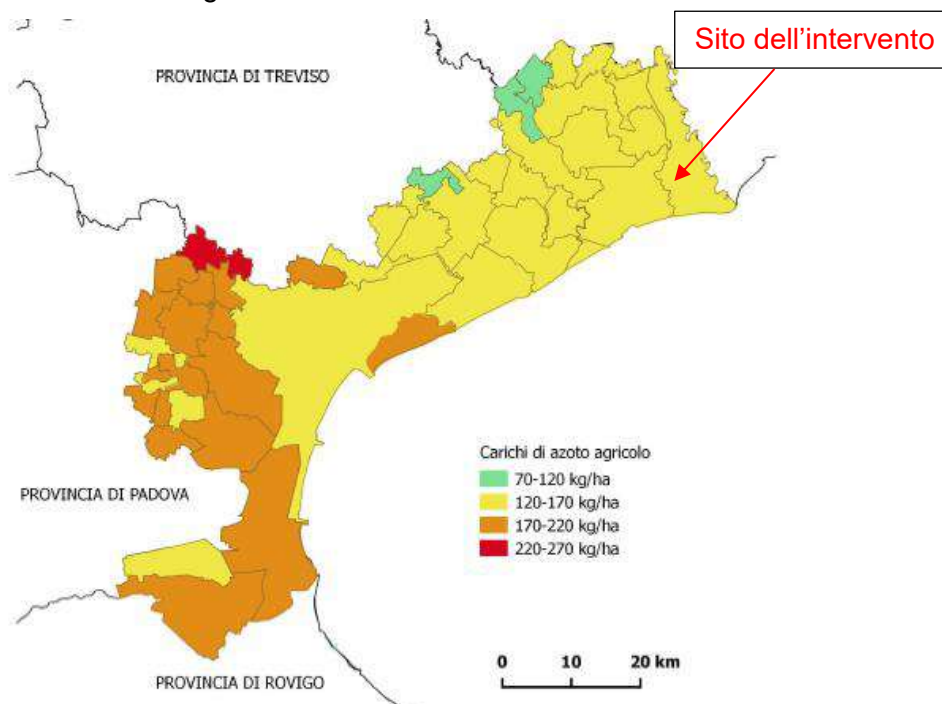 Sito dell'intervento
PROVINCIA DI TREVISO
Carichi di azoto agricolo
70-120 kg/ha
120-170 kg/ha
170-220 kg/ha
220-270 kg/ha
PROVINCIA DI PADOVA
0 10 20 km
PROVINCIA DI ROVIGO